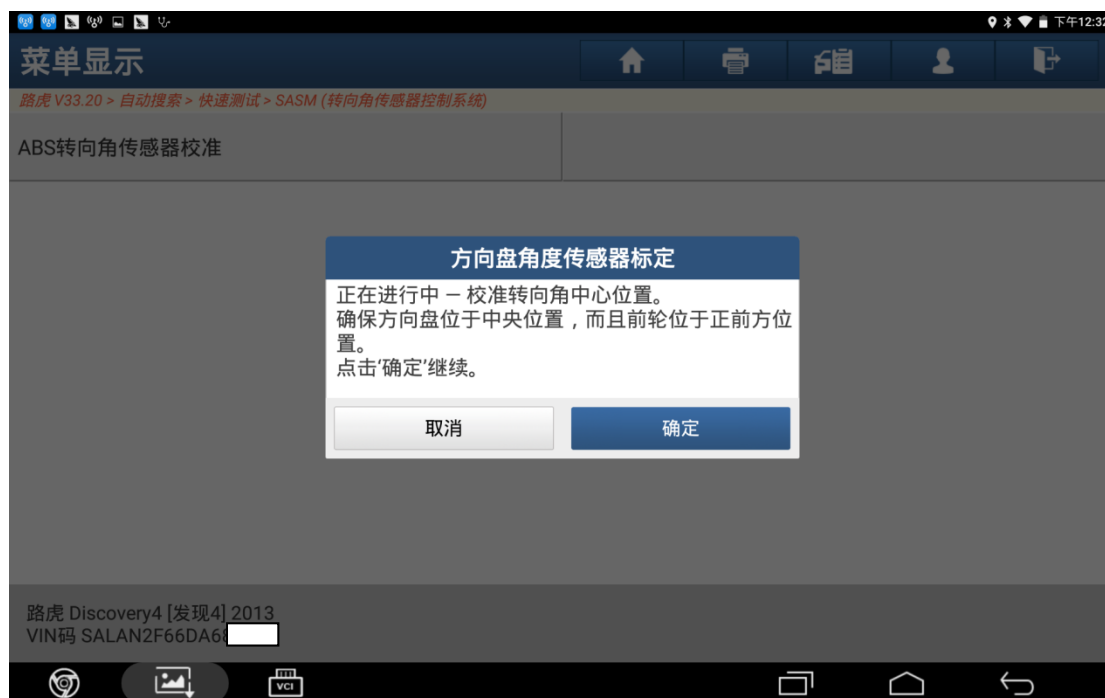 下午12:32
菜单显示
路虎 V33.20 > 自动搜索 > 快速测试 > SASM (转向角传感器控制系统)
ABS转向角传感器校准
方向盘角度传感器标定
正在进行中 – 校准转向角中心位置。
确保方向盘位于中央位置，而且前轮位于正前方位
置。
点击‘确定’继续。
取消
确定
路虎 Discovery4 [发现4] 2013
VIN码 SALAN2F66DA68
VCI